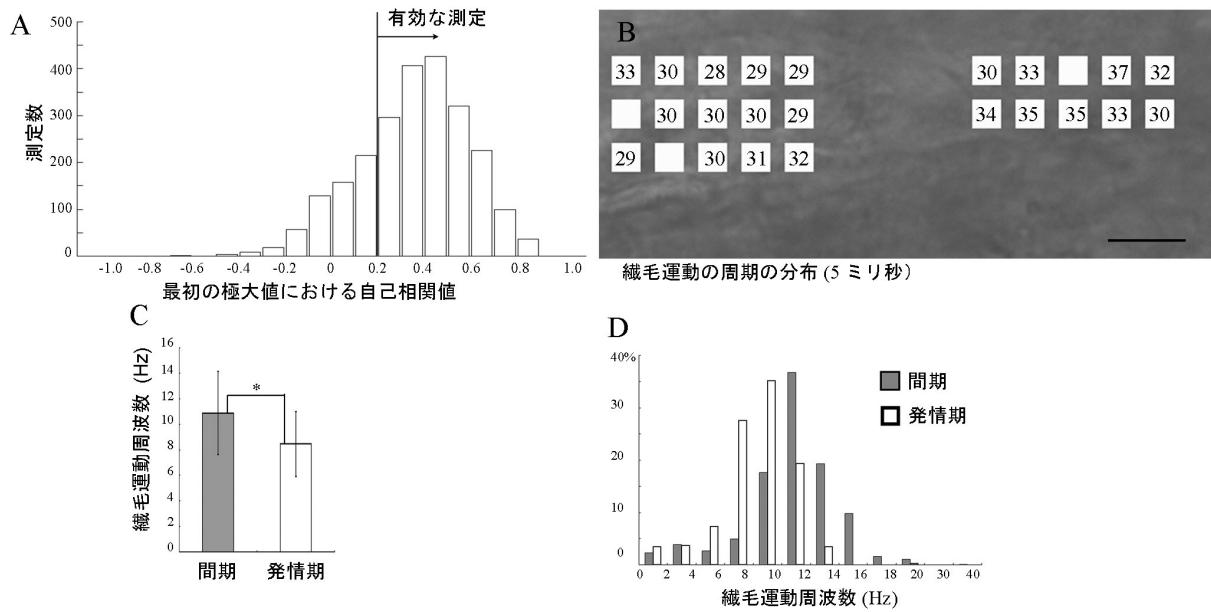 A
有効な測定
500
400
300
200
100
0
測定数
-1.0 -0.8 -0.6 -0.4 -0.2 0 0.2 0.4 0.6 0.8 1.0
最初の極大値における自己相関値
B
33 30 28 29 29
30 30 30 29
29 30 31 32
30 33 37 32
34 35 35 33 30
繊毛運動の周期の分布 (5 ミリ秒)
C
繊毛運動周波数 (Hz)
16
14
12
10
8
6
4
2
0
*
間期 発情期
D
40%
30
20
10
0
間期
発情期
0 2 4 6 8 10 12 14 16 18 20 30 40
繊毛運動周波数 (Hz)